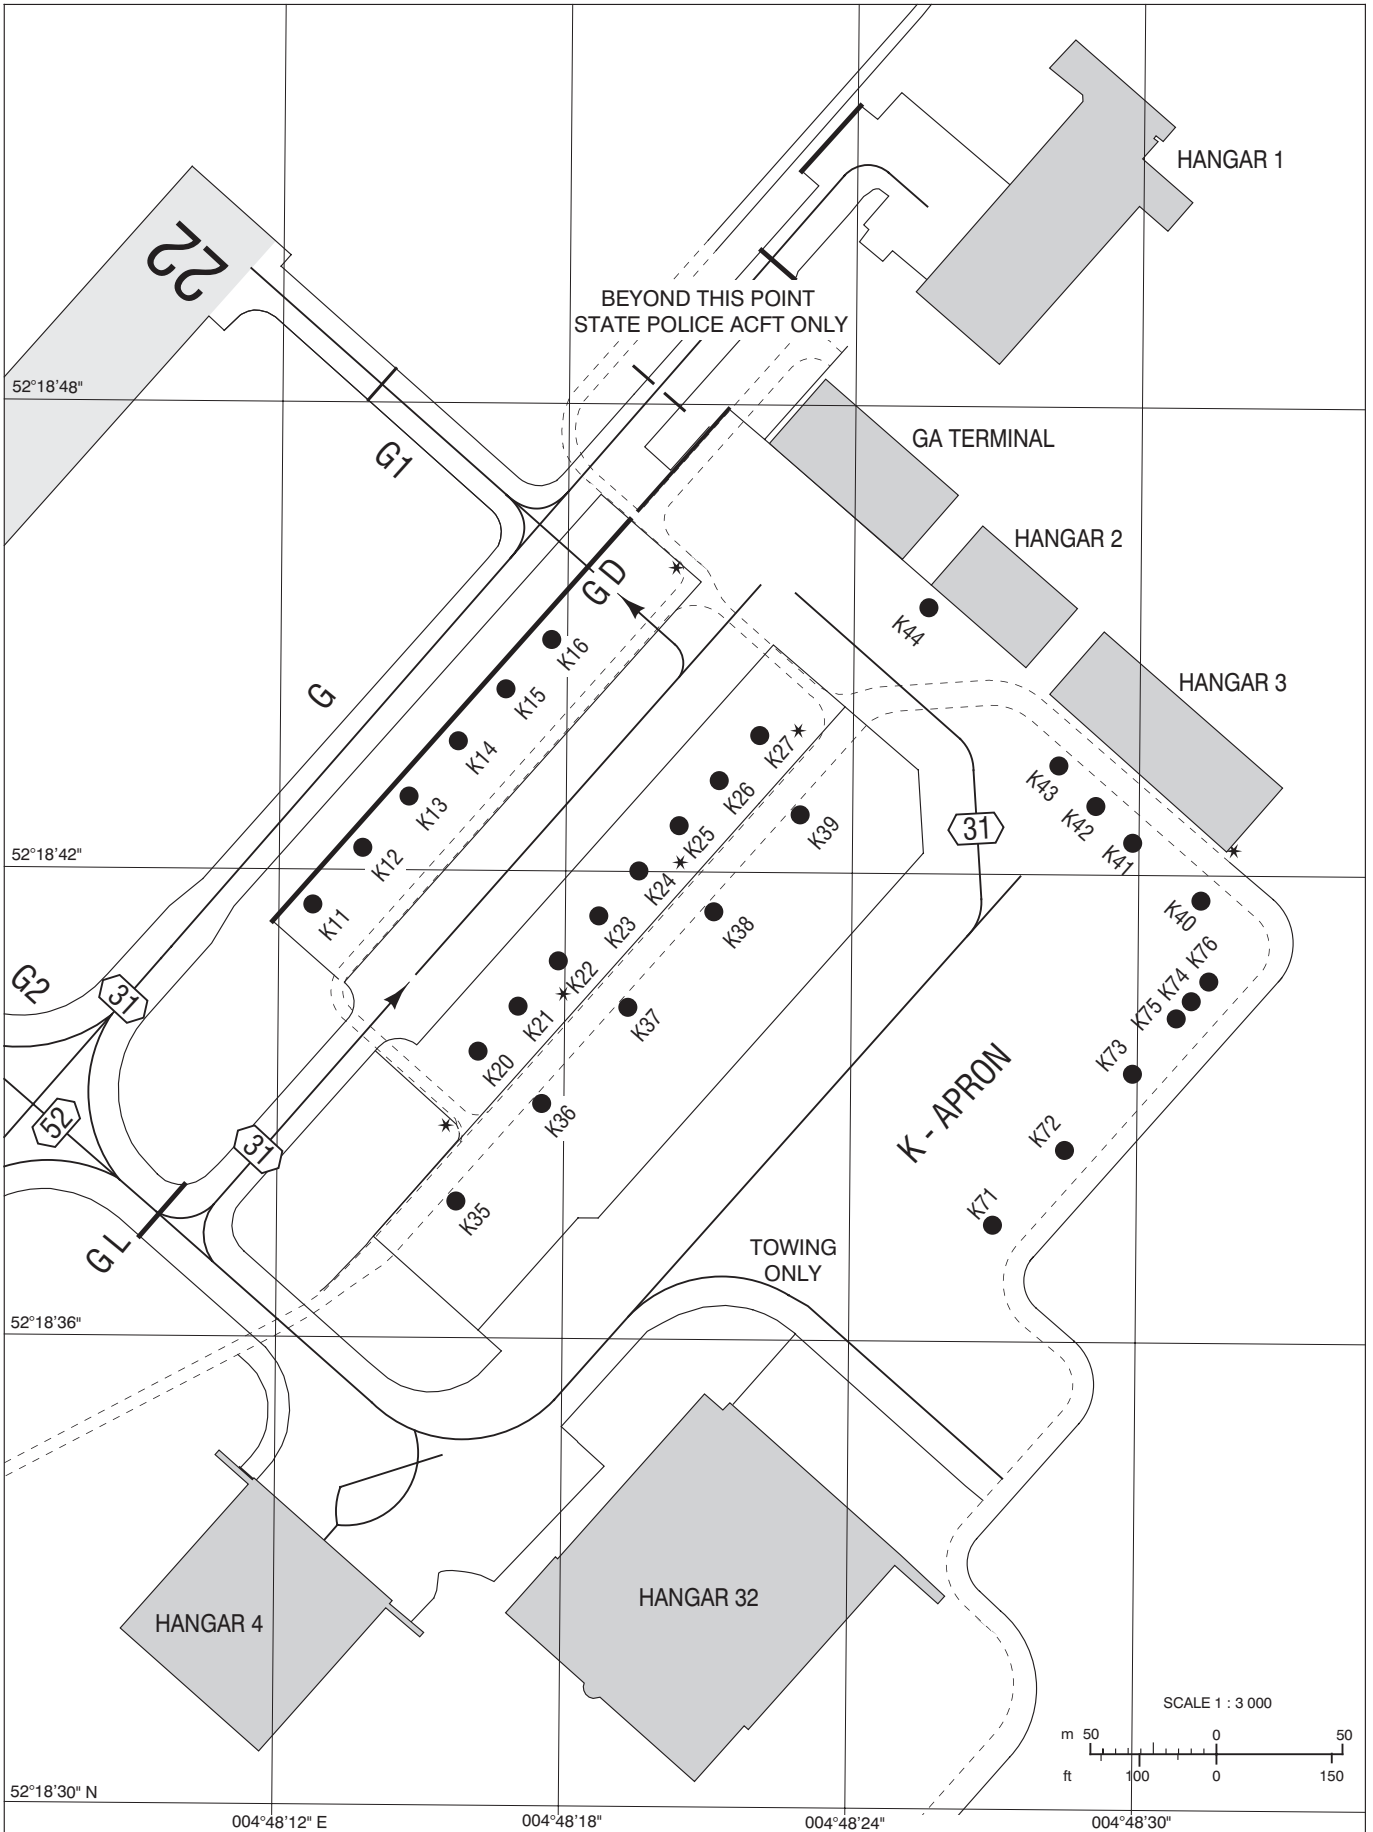 HANGAR 1
22
BEYOND THIS POINT
STATE POLICE ACFT ONLY
52°18'48"
G1
GA TERMINAL
HANGAR 2
G D
K44
K16
K15
G
HANGAR 3
K14
K27
K13
K26
K43
K42
K39
31
K25
K41
52°18'42"
K12
K24
K11
K23
K38
K40
K76
K22
K74
G2
31
K75
K21
K37
K20
K73
52
K36
K - APRON
31
K72
K35
K71
G L
TOWING
ONLY
52°18'36"
HANGAR 32
HANGAR 4
SCALE 1 : 3 000
m 50 0 50
ft 100 0 150
52°18'30" N
004°48'12" E 004°48'18" 004°48'24" 004°48'30"